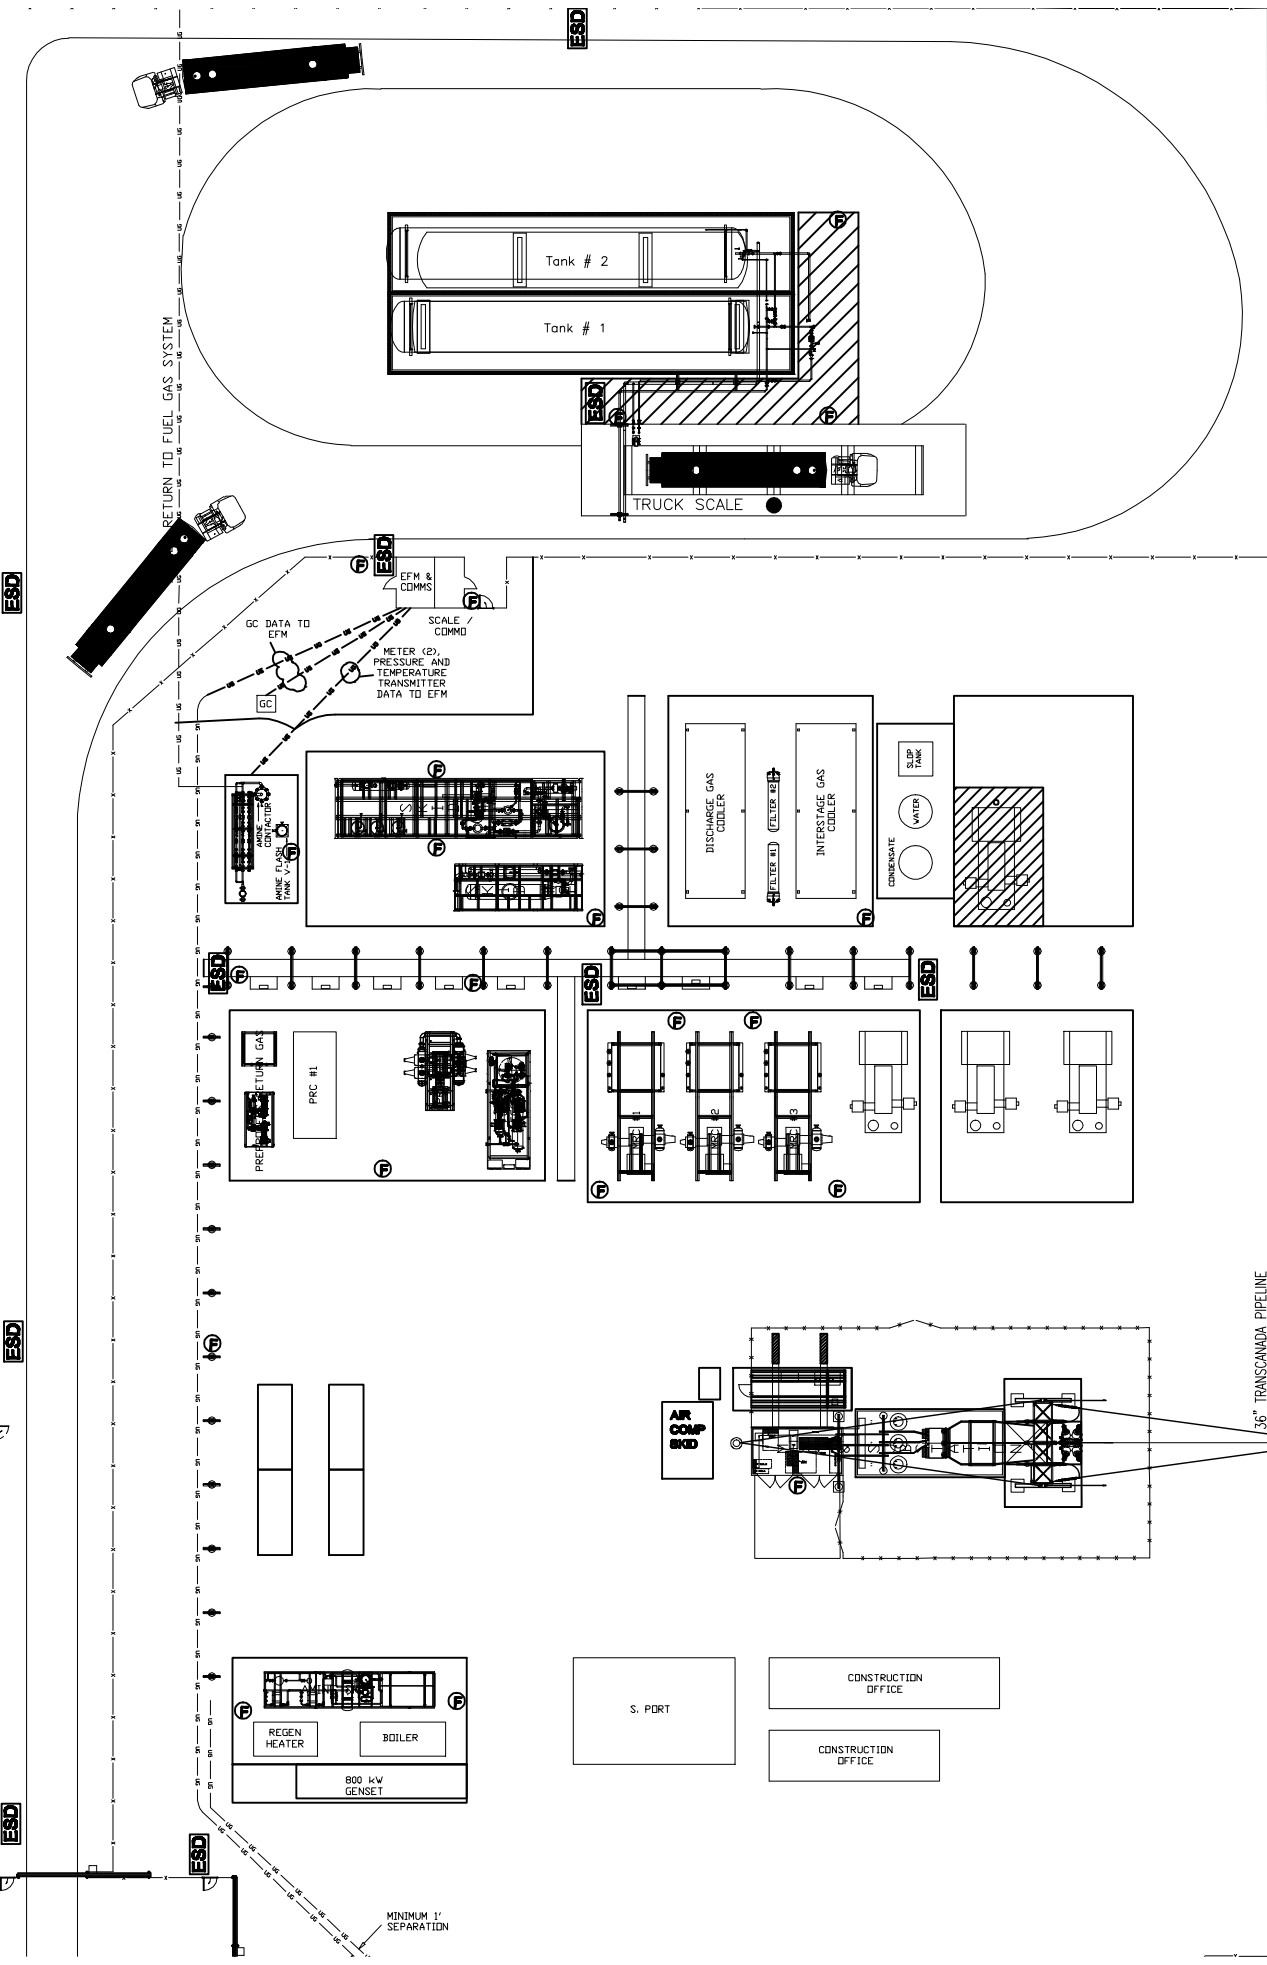 ESD
Tank # 2
F
Tank # 1
RETURN TO FUEL GAS SYSTEM
ESD
F
F
TRUCK SCALE
ESD
ESD
F
EFM &
COMMS
F
SCALE /
COMMO
GC DATA TO
EFM
METER (2),
PRESSURE AND
TEMPERATURE
TRANSMITTER
DATA TO EFM
GC
AMINE
CONTACTOR
AMINE FLASH
F
F
F
F
DISCHARGE GAS
COOLER
FILTER #2
FILTER #1
INTERSTAGE GAS
COOLER
F
SLOP
TANK
WATER
CONDENSATE
ESD
F
F
ESD
ESD
PRC #1
F
F
F
F
F
36" TRANSCANADA PIPELINE
ESD
F
AIR
COMP
SKID
F
F
F
REGEN
HEATER
BOILER
800 kW
GENSET
S. PORT
CONSTRUCTION
OFFICE
CONSTRUCTION
OFFICE
ESD
ESD
MINIMUM 1'
SEPARATION